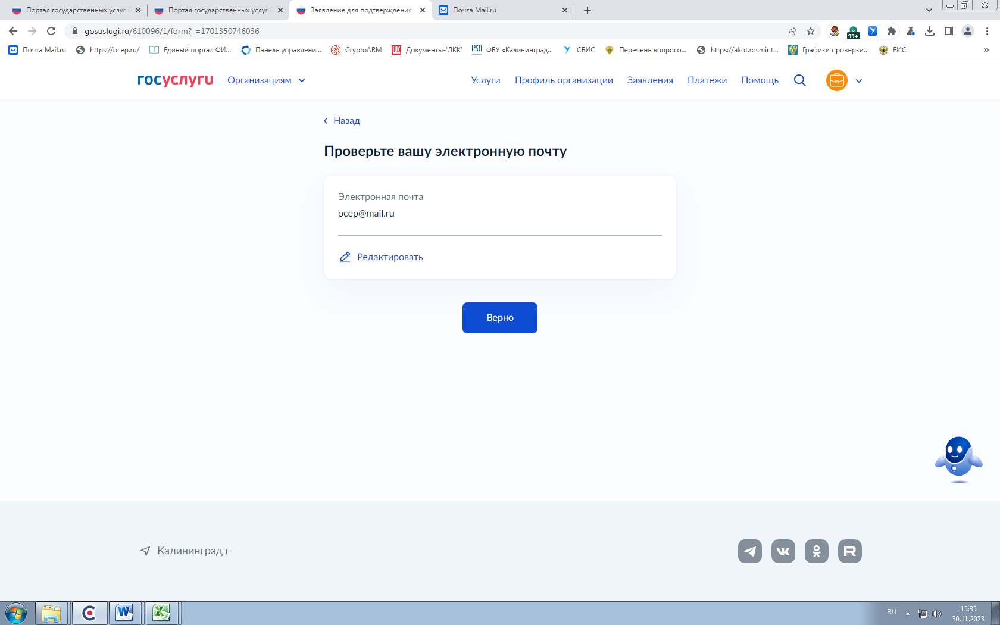 Портал государственных услуг
Портал государственных услуг
Заявление для подтверждения
Почта Mail.ru
gosuslugi.ru/610096/1/form?_=1701350746036
99+
Почта Mail.ru
https://ocep.ru/
Единый портал ФИ...
Панель управлени...
CryptoARM
Документы-'ЛКК'
ФБУ «Калининград...
СБИС
Перечень вопросо...
https://akot.rosmint...
Графики проверки...
ЕИС
»
госуслуги
Организациям
Услуги
Профиль организации
Заявления
Платежи
Помощь
Назад
Проверьте вашу электронную почту
Электронная почта
ocep@mail.ru
Редактировать
Верно
Калининград г
RU
15:35
30.11.2023